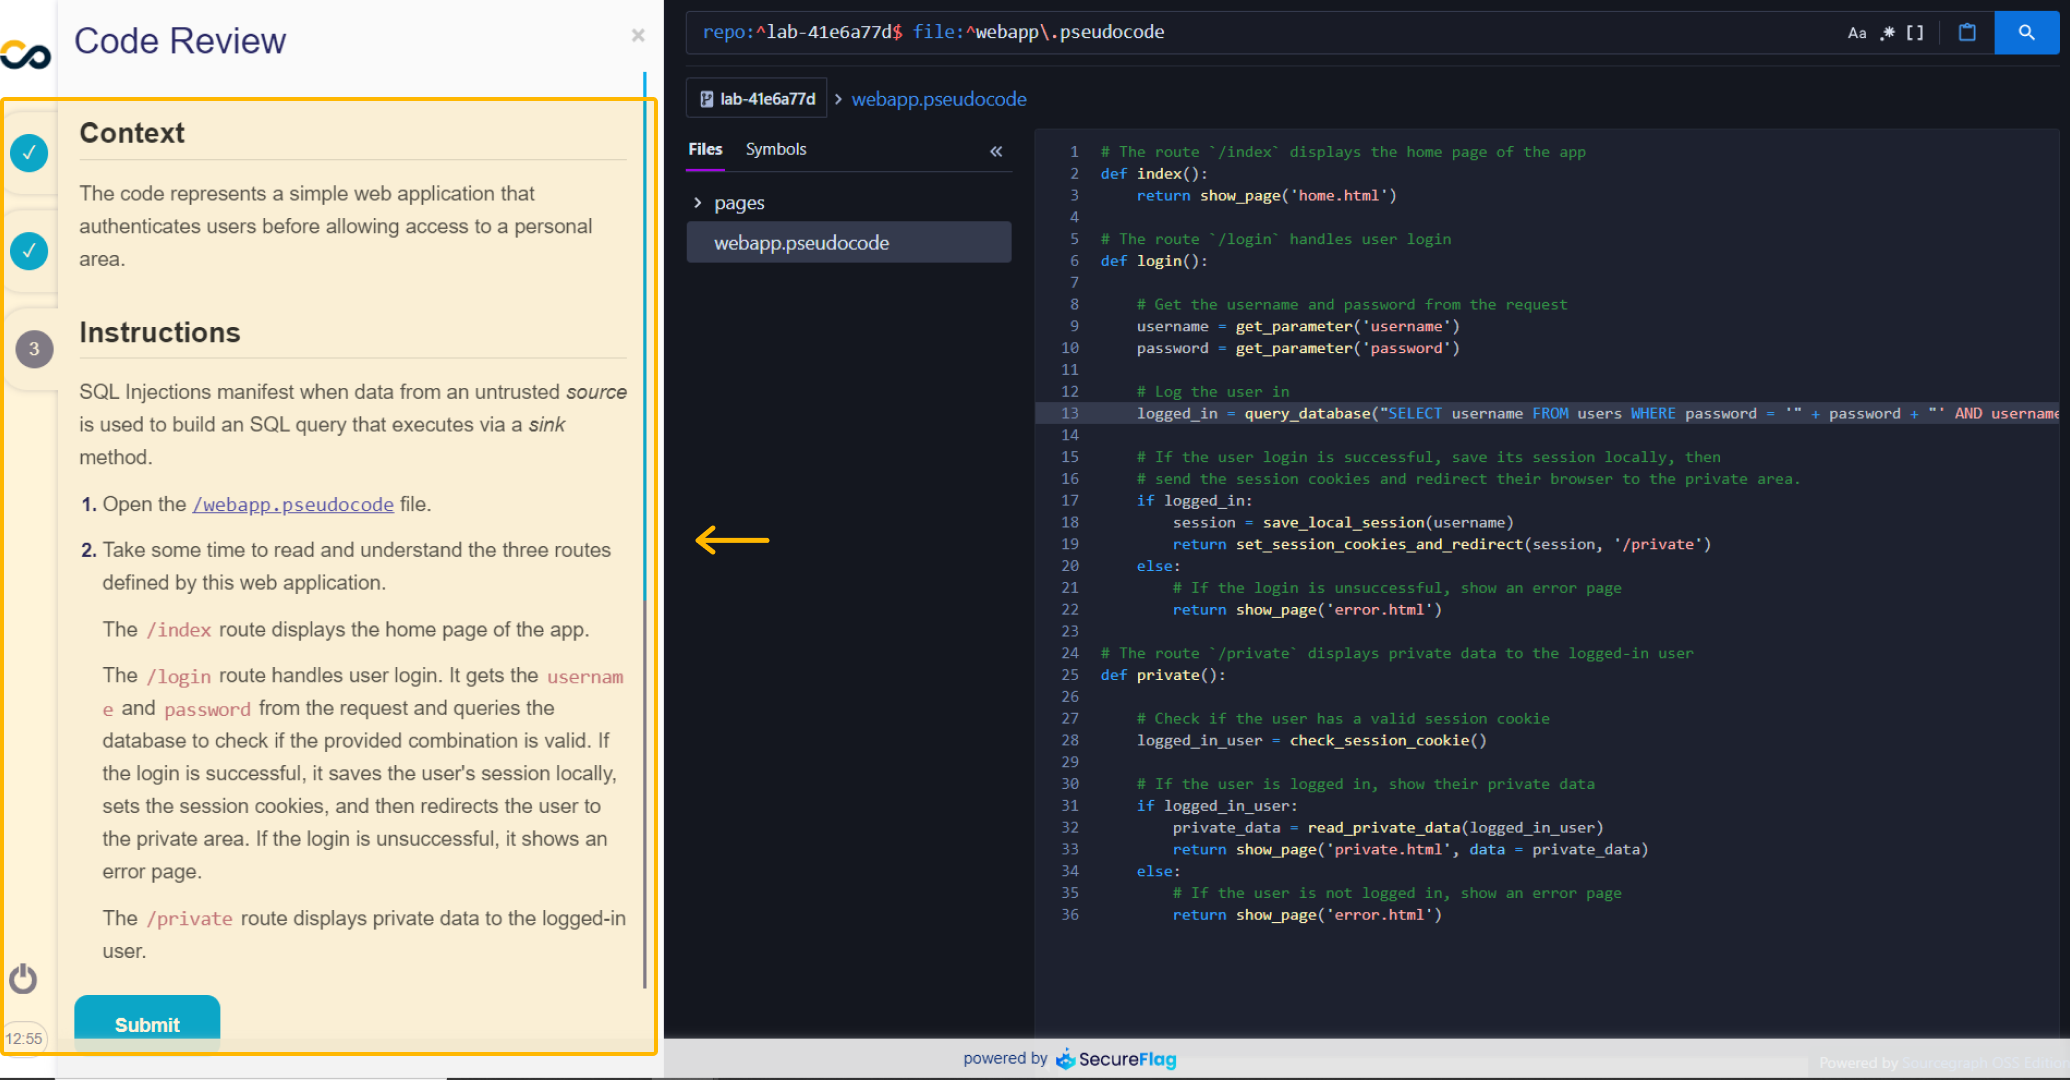 Code Review
×
Context
The code represents a simple web application that
authenticates users before allowing access to a personal
area.
Instructions
3
SQL Injections manifest when data from an untrusted source
is used to build an SQL query that executes via a sink
method.
1. Open the /webapp.pseudocode file.
2. Take some time to read and understand the three routes
defined by this web application.
The /index route displays the home page of the app.
The /login route handles user login. It gets the usernam
e and password from the request and queries the
database to check if the provided combination is valid. If
the login is successful, it saves the user's session locally,
sets the session cookies, and then redirects the user to
the private area. If the login is unsuccessful, it shows an
error page.
The /private route displays private data to the logged-in
user.
Submit
12:55
repo:^lab-41e6a77d$ file:^webapp\.pseudocode
Aa .* []
lab-41e6a77d > webapp.pseudocode
Files Symbols «
> pages
webapp.pseudocode
1 # The route `/index` displays the home page of the app
2 def index():
3 return show_page('home.html')
4
5 # The route `/login` handles user login
6 def login():
7
8 # Get the username and password from the request
9 username = get_parameter('username')
10 password = get_parameter('password')
11
12 # Log the user in
13 logged_in = query_database("SELECT username FROM users WHERE password = '" + password + "' AND username
14
15 # If the user login is successful, save its session locally, then
16 # send the session cookies and redirect their browser to the private area.
17 if logged_in:
18 session = save_local_session(username)
19 return set_session_cookies_and_redirect(session, '/private')
20 else:
21 # If the login is unsuccessful, show an error page
22 return show_page('error.html')
23
24 # The route `/private` displays private data to the logged-in user
25 def private():
26
27 # Check if the user has a valid session cookie
28 logged_in_user = check_session_cookie()
29
30 # If the user is logged in, show their private data
31 if logged_in_user:
32 private_data = read_private_data(logged_in_user)
33 return show_page('private.html', data = private_data)
34 else:
35 # If the user is not logged in, show an error page
36 return show_page('error.html')
powered by SecureFlag
Powered by Sourcegraph OSS Editio